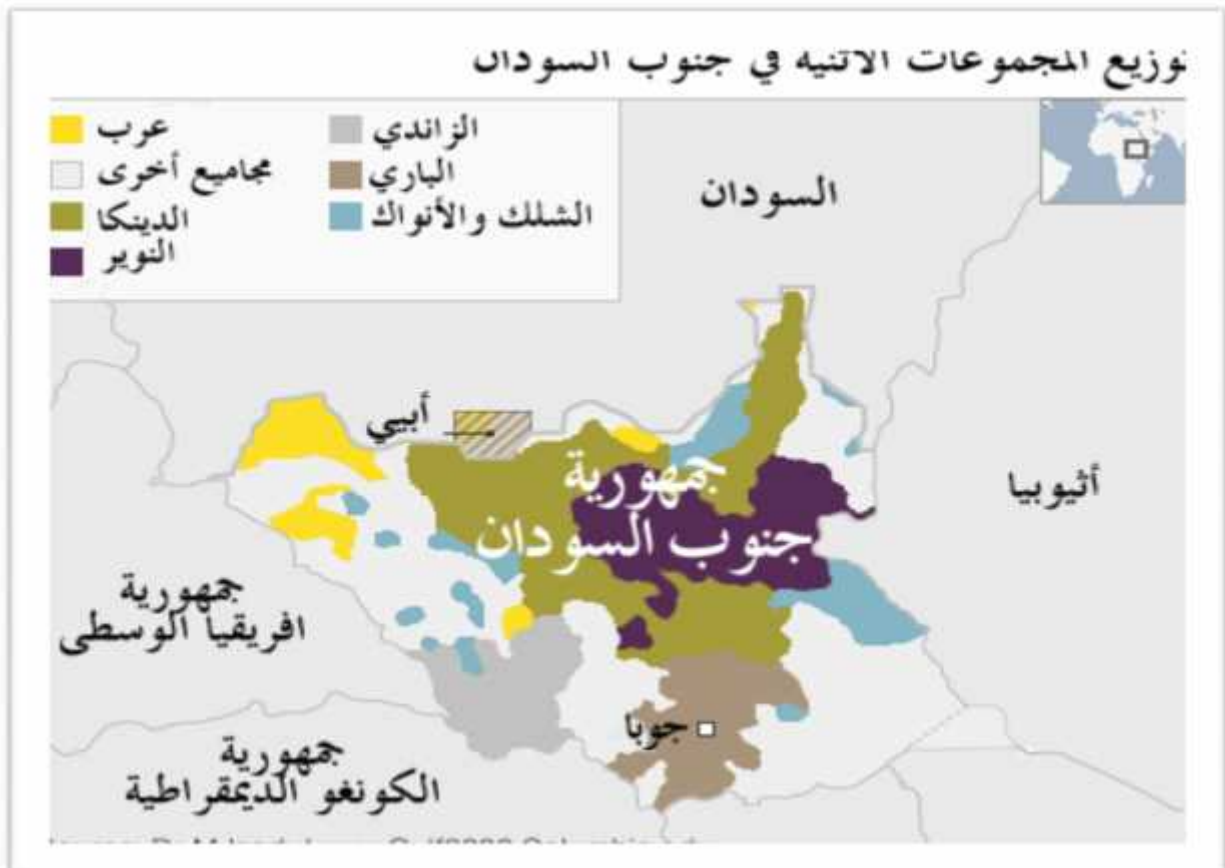 توزيع المجموعات الاثنيه في جنوب السودان
الزاندي
عرب
الباري
مجاميع أخرى
الشلك والأنواك
الدينكا
النوير
السودان
أبيي
أثيوبيا
جمهورية
جنوب السودان
جمهورية
افريقيا الوسطى
جوبا
جمهورية
الكونغو الديمقراطية